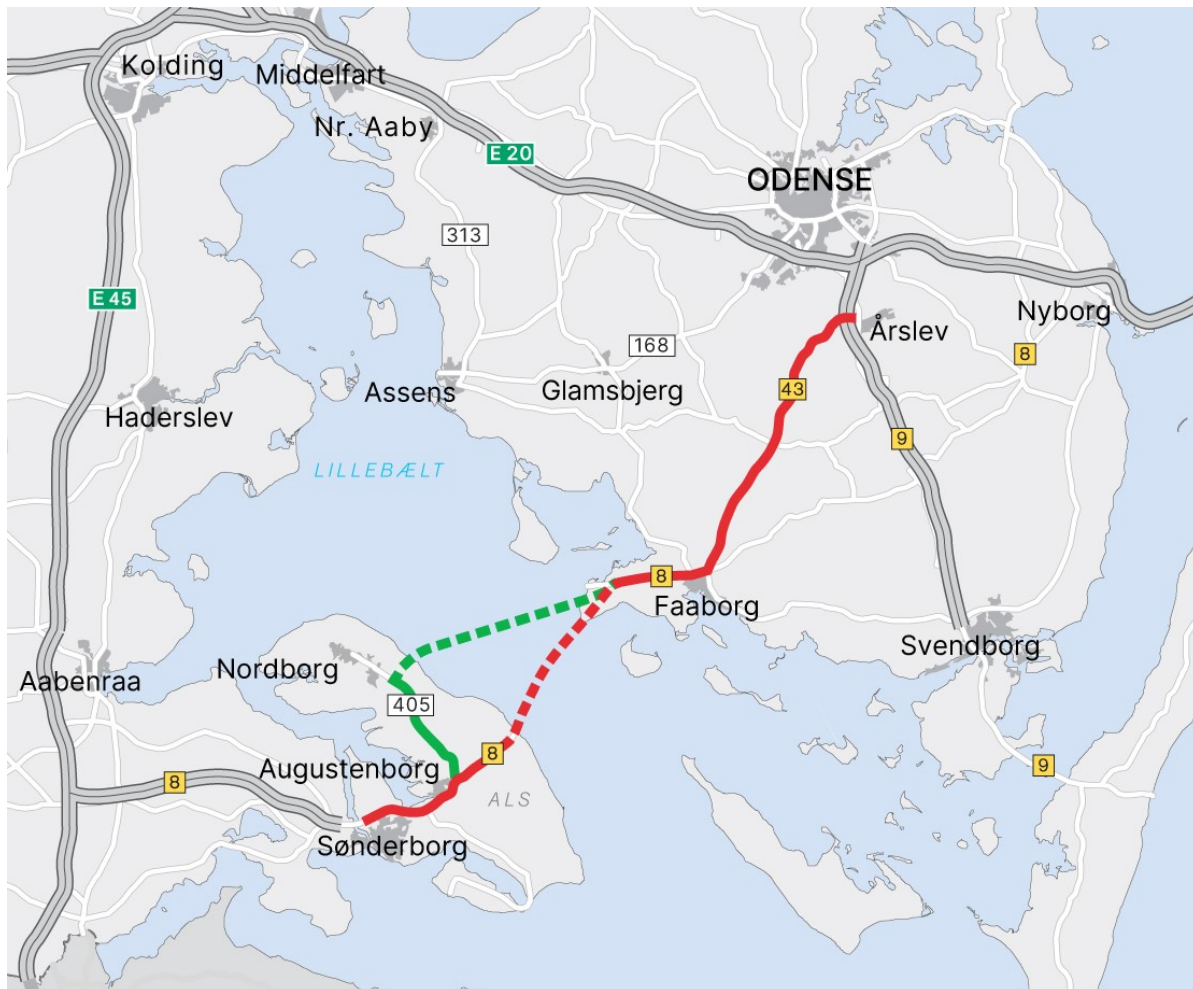 Kolding
Middelfart
Nr. Aaby
E 20
ODENSE
313
E 45
Nyborg
Årslev
168
8
Assens
Glamsbjerg
43
Haderslev
9
LILLEBÆLT
8
Faaborg
Svendborg
Nordborg
Aabenraa
405
8
9
Augustenborg
8
ALS
Sønderborg